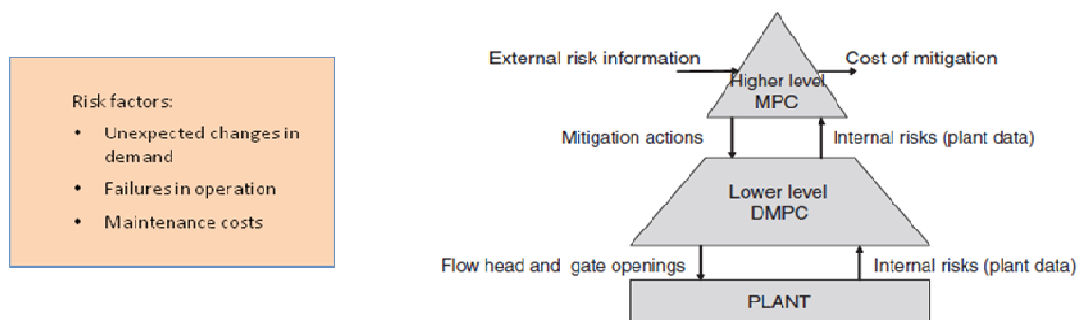 Risk factors:
• Unexpected changes in
demand
• Failures in operation
• Maintenance costs
External risk information
Cost of mitigation
Higher level
MPC
Mitigation actions
Internal risks (plant data)
Lower level
DMPC
Flow head and gate openings
Internal risks (plant data)
PLANT